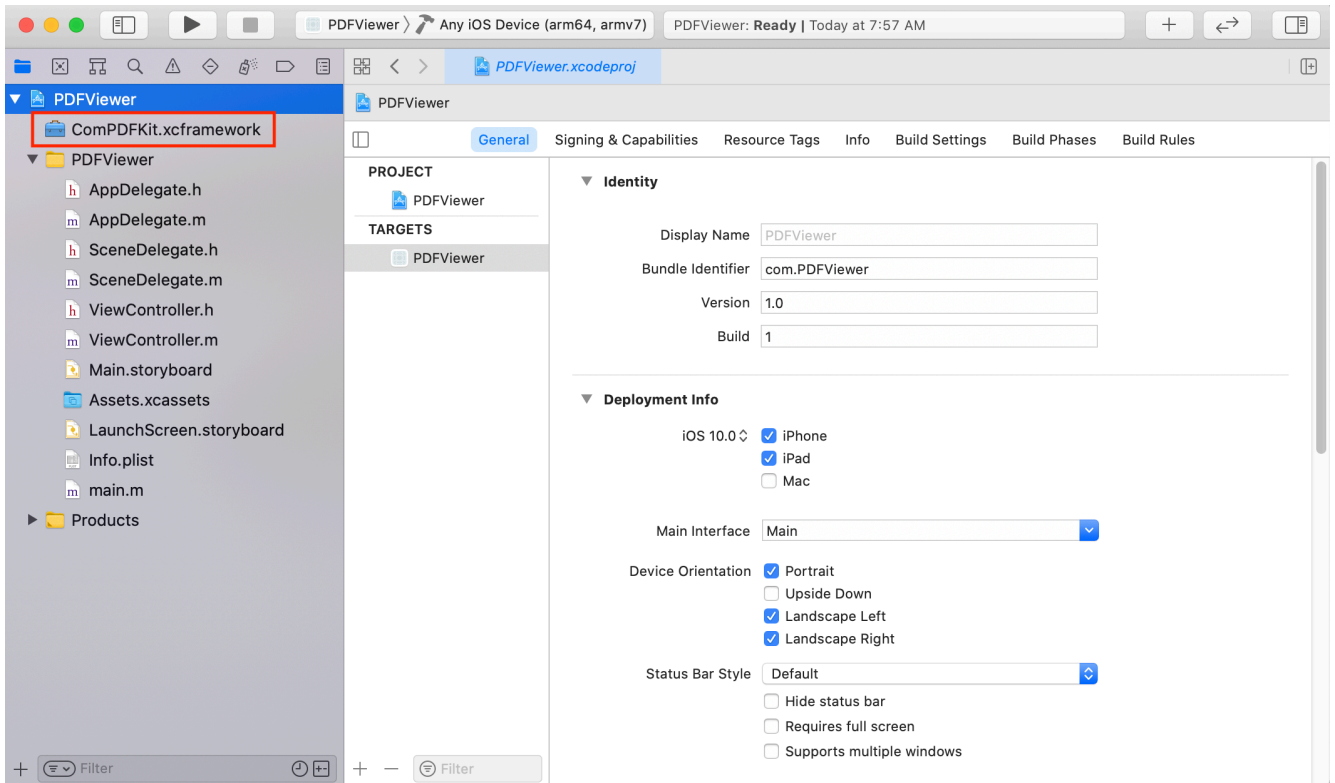 PDFViewer
Any iOS Device (arm64, armv7)
PDFViewer: Ready | Today at 7:57 AM
PDFViewer.xcodeproj
PDFViewer
ComPDFKit.xcframework
PDFViewer
h AppDelegate.h
m AppDelegate.m
h SceneDelegate.h
m SceneDelegate.m
h ViewController.h
m ViewController.m
Main.storyboard
Assets.xcassets
LaunchScreen.storyboard
Info.plist
m main.m
Products
Filter
PDFViewer
General Signing & Capabilities Resource Tags Info Build Settings Build Phases Build Rules
PROJECT
PDFViewer
TARGETS
PDFViewer
Filter
Identity
Display Name PDFViewer
Bundle Identifier com.PDFViewer
Version 1.0
Build 1
Deployment Info
iOS 10.0 iPhone
iPad
Mac
Main Interface Main
Device Orientation Portrait
Upside Down
Landscape Left
Landscape Right
Status Bar Style Default
Hide status bar
Requires full screen
Supports multiple windows